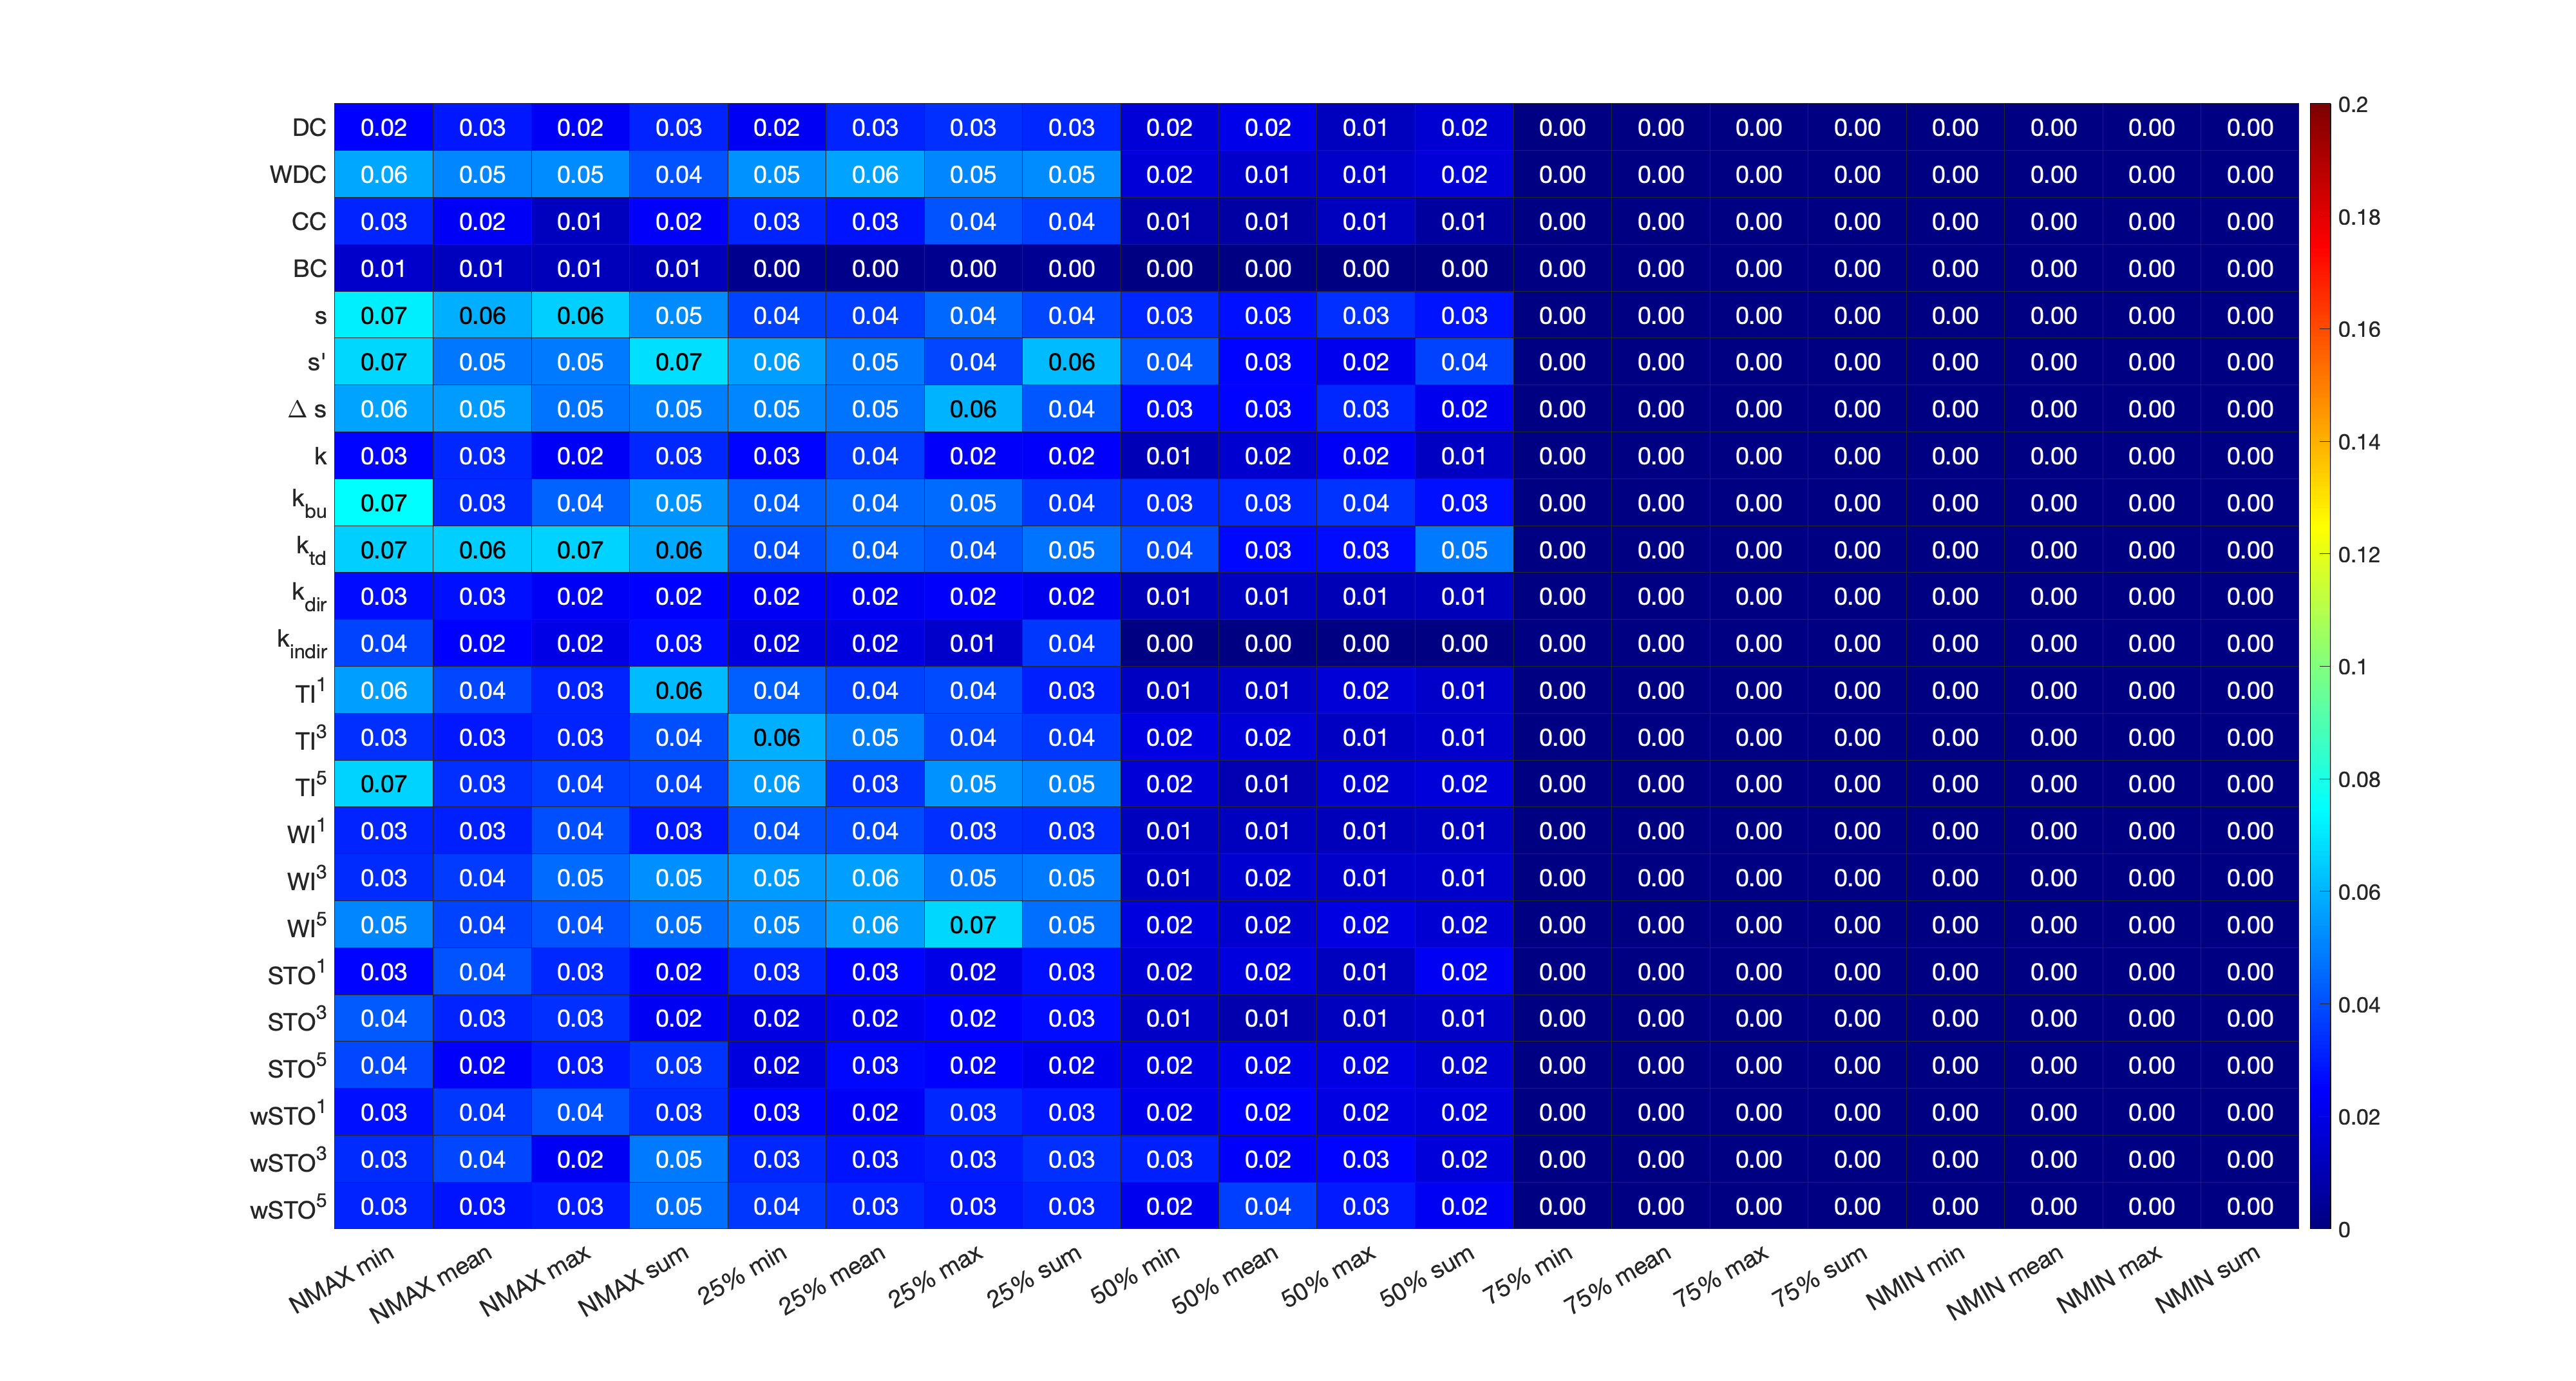 DC 0.02 0.03 0.02 0.03 0.02 0.03 0.03 0.03 0.02 0.02 0.01 0.02 0.00 0.00 0.00 0.00 0.00 0.00 0.00 0.00
WDC 0.06 0.05 0.05 0.04 0.05 0.06 0.05 0.05 0.02 0.01 0.01 0.02 0.00 0.00 0.00 0.00 0.00 0.00 0.00 0.00
CC 0.03 0.02 0.01 0.02 0.03 0.03 0.04 0.04 0.01 0.01 0.01 0.01 0.00 0.00 0.00 0.00 0.00 0.00 0.00 0.00
BC 0.01 0.01 0.01 0.01 0.00 0.00 0.00 0.00 0.00 0.00 0.00 0.00 0.00 0.00 0.00 0.00 0.00 0.00 0.00 0.00
s 0.07 0.06 0.06 0.05 0.04 0.04 0.04 0.04 0.03 0.03 0.03 0.03 0.00 0.00 0.00 0.00 0.00 0.00 0.00 0.00
s' 0.07 0.05 0.05 0.07 0.06 0.05 0.04 0.06 0.04 0.03 0.02 0.04 0.00 0.00 0.00 0.00 0.00 0.00 0.00 0.00
Δ s 0.06 0.05 0.05 0.05 0.05 0.05 0.06 0.04 0.03 0.03 0.03 0.02 0.00 0.00 0.00 0.00 0.00 0.00 0.00 0.00
k 0.03 0.03 0.02 0.03 0.03 0.04 0.02 0.02 0.01 0.02 0.02 0.01 0.00 0.00 0.00 0.00 0.00 0.00 0.00 0.00
k_bu 0.07 0.03 0.04 0.05 0.04 0.04 0.05 0.04 0.03 0.03 0.04 0.03 0.00 0.00 0.00 0.00 0.00 0.00 0.00 0.00
k_td 0.07 0.06 0.07 0.06 0.04 0.04 0.04 0.05 0.04 0.03 0.03 0.05 0.00 0.00 0.00 0.00 0.00 0.00 0.00 0.00
k_dir 0.03 0.03 0.02 0.02 0.02 0.02 0.02 0.02 0.01 0.01 0.01 0.01 0.00 0.00 0.00 0.00 0.00 0.00 0.00 0.00
k_indir 0.04 0.02 0.02 0.03 0.02 0.02 0.01 0.04 0.00 0.00 0.00 0.00 0.00 0.00 0.00 0.00 0.00 0.00 0.00 0.00
TI¹ 0.06 0.04 0.03 0.06 0.04 0.04 0.04 0.03 0.01 0.01 0.02 0.01 0.00 0.00 0.00 0.00 0.00 0.00 0.00 0.00
TI³ 0.03 0.03 0.03 0.04 0.06 0.05 0.04 0.04 0.02 0.02 0.01 0.01 0.00 0.00 0.00 0.00 0.00 0.00 0.00 0.00
TI⁵ 0.07 0.03 0.04 0.04 0.06 0.03 0.05 0.05 0.02 0.01 0.02 0.02 0.00 0.00 0.00 0.00 0.00 0.00 0.00 0.00
WI¹ 0.03 0.03 0.04 0.03 0.04 0.04 0.03 0.03 0.01 0.01 0.01 0.01 0.00 0.00 0.00 0.00 0.00 0.00 0.00 0.00
WI³ 0.03 0.04 0.05 0.05 0.05 0.06 0.05 0.05 0.01 0.02 0.01 0.01 0.00 0.00 0.00 0.00 0.00 0.00 0.00 0.00
WI⁵ 0.05 0.04 0.04 0.05 0.05 0.06 0.07 0.05 0.02 0.02 0.02 0.02 0.00 0.00 0.00 0.00 0.00 0.00 0.00 0.00
STO¹ 0.03 0.04 0.03 0.02 0.03 0.03 0.02 0.03 0.02 0.02 0.01 0.02 0.00 0.00 0.00 0.00 0.00 0.00 0.00 0.00
STO³ 0.04 0.03 0.03 0.02 0.02 0.02 0.02 0.03 0.01 0.01 0.01 0.01 0.00 0.00 0.00 0.00 0.00 0.00 0.00 0.00
STO⁵ 0.04 0.02 0.03 0.03 0.02 0.03 0.02 0.02 0.02 0.02 0.02 0.02 0.00 0.00 0.00 0.00 0.00 0.00 0.00 0.00
wSTO¹ 0.03 0.04 0.04 0.03 0.03 0.02 0.03 0.03 0.02 0.02 0.02 0.02 0.00 0.00 0.00 0.00 0.00 0.00 0.00 0.00
wSTO³ 0.03 0.04 0.02 0.05 0.03 0.03 0.03 0.03 0.03 0.02 0.03 0.02 0.00 0.00 0.00 0.00 0.00 0.00 0.00 0.00
wSTO⁵ 0.03 0.03 0.03 0.05 0.04 0.03 0.03 0.03 0.02 0.04 0.03 0.02 0.00 0.00 0.00 0.00 0.00 0.00 0.00 0.00
NMAX min
NMAX mean
NMAX max
NMAX sum
25% min
25% mean
25% max
25% sum
50% min
50% mean
50% max
50% sum
75% min
75% mean
75% max
75% sum
NMIN min
NMIN mean
NMIN max
NMIN sum
0.2
0.18
0.16
0.14
0.12
0.1
0.08
0.06
0.04
0.02
0